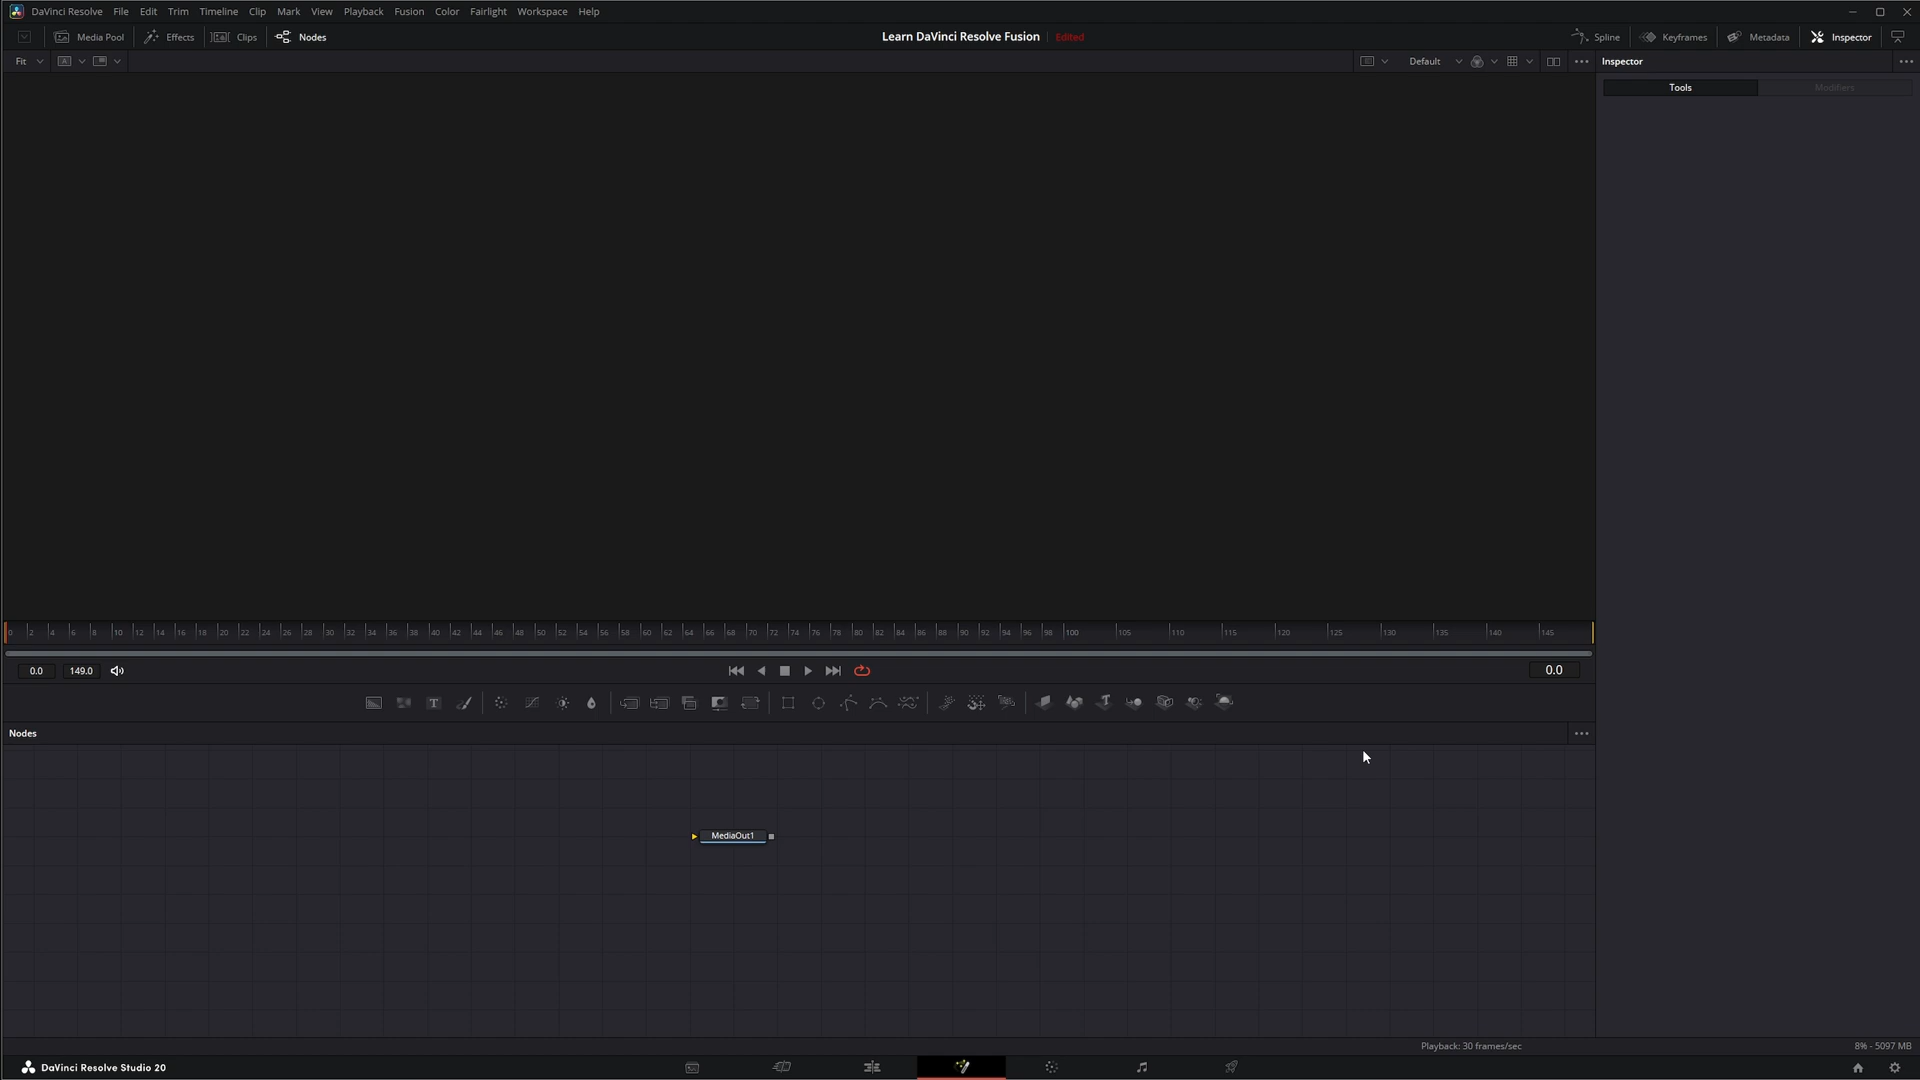 DaVinci Resolve File Edit Trim Timeline Clip Mark View Playback Fusion Color Fairlight Workspace Help
Media Pool Effects Clips Nodes Learn DaVinci Resolve Fusion Edited Spline Keyframes Metadata Inspector
Fit A Default Inspector
Tools Modifiers
0 2 4 6 8 10 12 14 16 18 20 22 24 26 28 30 32 34 36 38 40 42 44 46 48 50 52 54 56 58 60 62 64 66 68 70 72 74 76 78 80 82 84 86 88 90 92 94 96 98 100 105 110 115 120 125 130 135 140 145
0.0 149.0 0.0
T
Nodes
MediaOut1
Playback: 30 frames/sec 8% - 5097 MB
DaVinci Resolve Studio 20